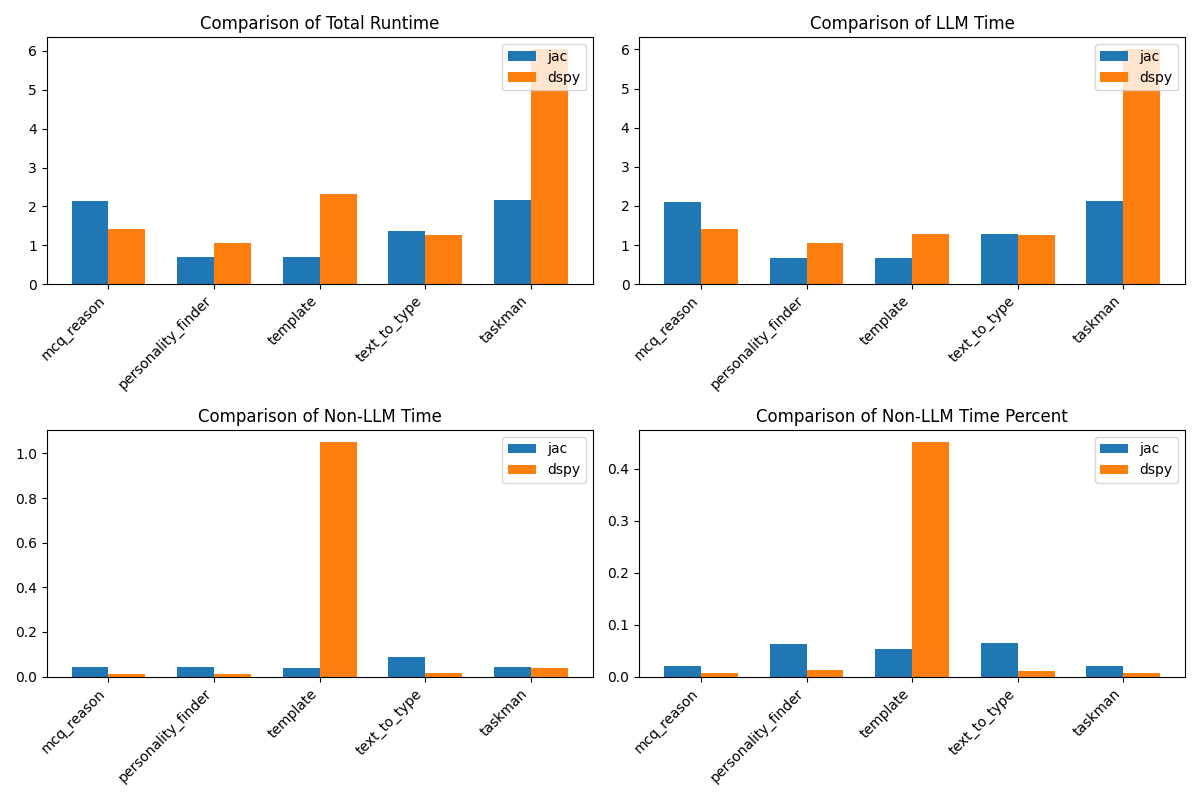 Comparison of Total Runtime
6
5
4
3
2
1
0
jac
dspy
mcq_reason
personality_finder
template
text_to_type
taskman
Comparison of LLM Time
6
5
4
3
2
1
0
jac
dspy
mcq_reason
personality_finder
template
text_to_type
taskman
Comparison of Non-LLM Time
1.0
0.8
0.6
0.4
0.2
0.0
jac
dspy
mcq_reason
personality_finder
template
text_to_type
taskman
Comparison of Non-LLM Time Percent
0.4
0.3
0.2
0.1
0.0
jac
dspy
mcq_reason
personality_finder
template
text_to_type
taskman